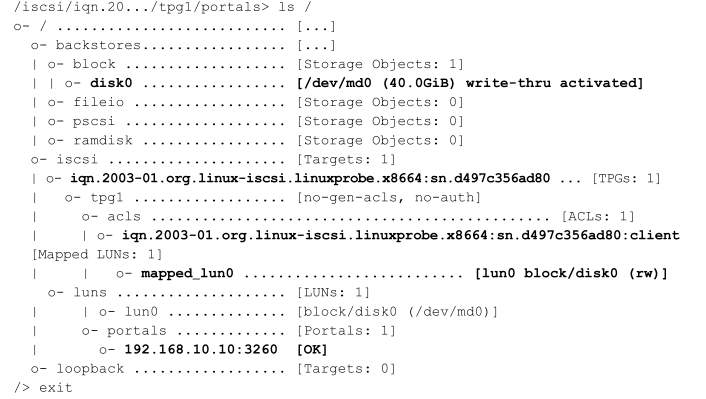 /iscsi/iqn.20.../tpg1/portals> ls /
o- / ........................... [...]
o- backstores................. [...]
| o- block ................... [Storage Objects: 1]
| | o- disk0 ................. [/dev/md0 (40.0GiB) write-thru activated]
| o- fileio .................. [Storage Objects: 0]
| o- pscsi ................... [Storage Objects: 0]
| o- ramdisk ................. [Storage Objects: 0]
o- iscsi ..................... [Targets: 1]
| o- iqn.2003-01.org.linux-iscsi.linuxprobe.x8664:sn.d497c356ad80 ... [TPGs: 1]
|   o- tpg1 .................. [no-gen-acls, no-auth]
|     o- acls ............................................... [ACLs: 1]
|     | o- iqn.2003-01.org.linux-iscsi.linuxprobe.x8664:sn.d497c356ad80:client
[Mapped LUNs: 1]
|     |   o- mapped_lun0 .......................... [lun0 block/disk0 (rw)]
o- luns .................... [LUNs: 1]
|     | o- lun0 .............. [block/disk0 (/dev/md0)]
|     o- portals ............. [Portals: 1]
|       o- 192.168.10.10:3260  [OK]
o- loopback .................. [Targets: 0]
/> exit